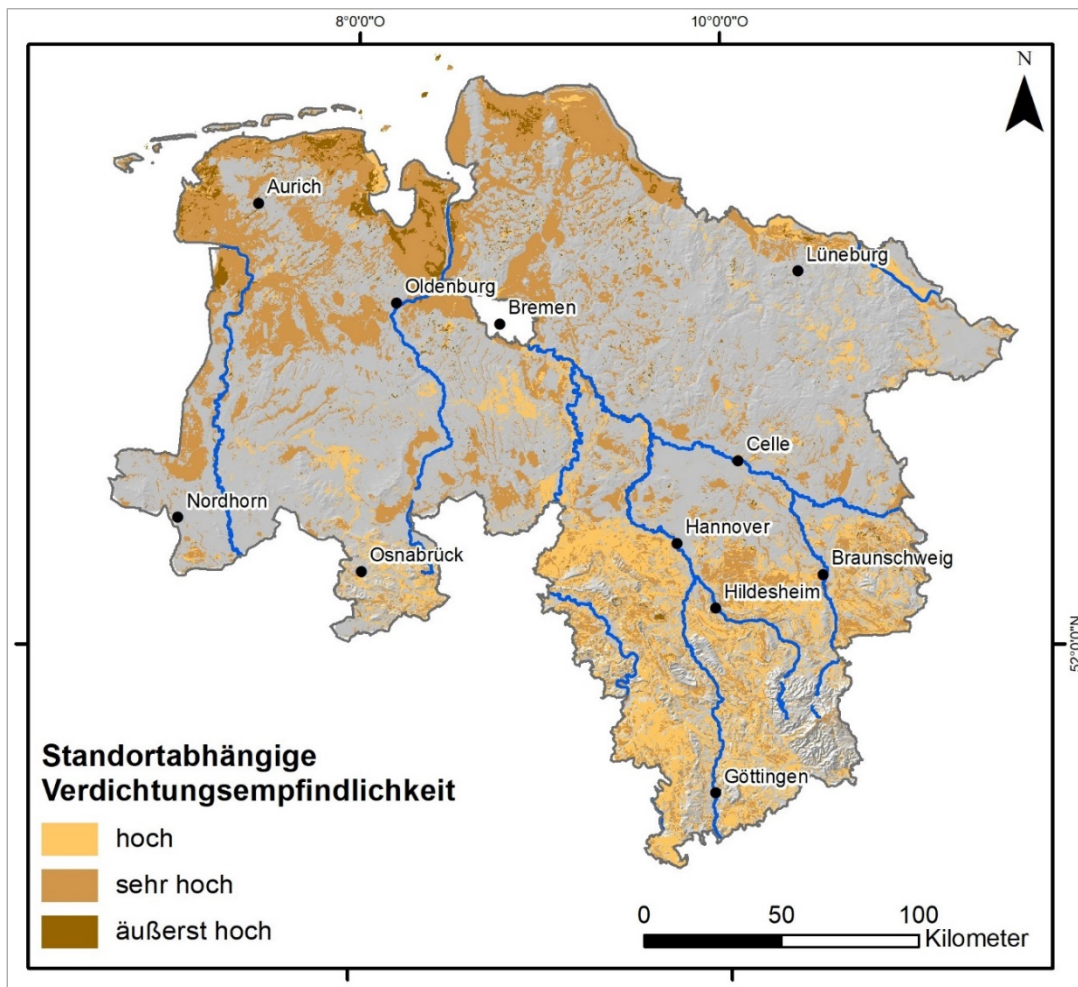 8°0'0"O
10°0'0"O
N
Aurich
Lüneburg
Oldenburg
Bremen
Celle
Nordhorn
Hannover
Osnabrück
Braunschweig
Hildesheim
52°0'0"N
Göttingen
Standortabhängige
Verdichtungsempfindlichkeit
hoch
sehr hoch
äußerst hoch
0 50 100
Kilometer